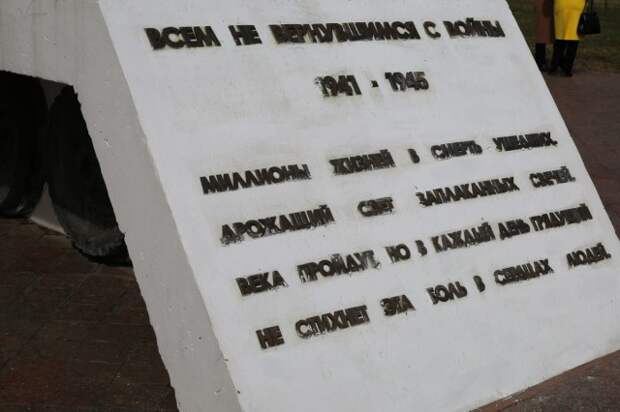 ВСЕМ НЕ ВЕРНУВШИМСЯ С ВОЙНЫ
1941 - 1945
МИЛЛИОНЫ ЖИЗНЕЙ В СМЕРТЬ УШЕДШИХ.
ДРОЖАЩИЙ СВЕТ ЗАПЛАКАННЫХ СВЕЧЕЙ.
ВЕКА ПРОЙДУТ, НО В КАЖДЫЙ ДЕНЬ ГРЯДУЩИЙ
НЕ СТИХНЕТ ЭТА БОЛЬ В СЕРДЦАХ ЛЮДЕЙ.